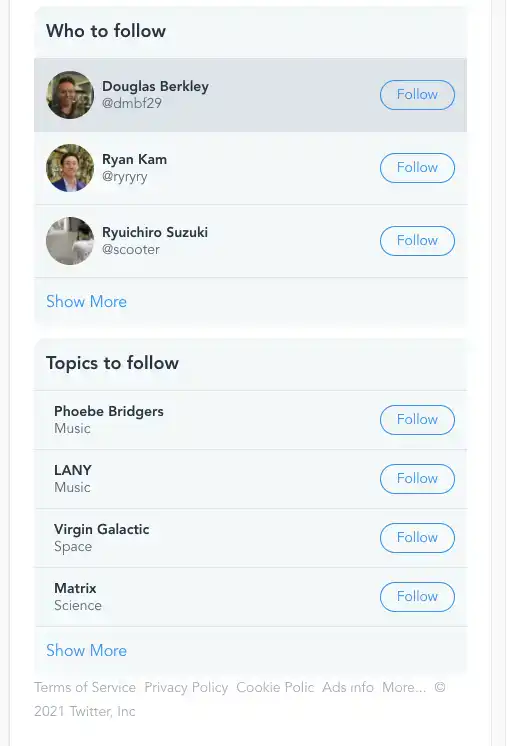 Who to follow
Douglas Berkley
@dmbf29
Follow
Ryan Kam
@ryryry
Follow
Ryuichiro Suzuki
@scooter
Follow
Show More
Topics to follow
Phoebe Bridgers
Music
Follow
LANY
Music
Follow
Virgin Galactic
Space
Follow
Matrix
Science
Follow
Show More
Terms of Service Privacy Policy Cookie Polic Ads info More... ©
2021 Twitter, Inc